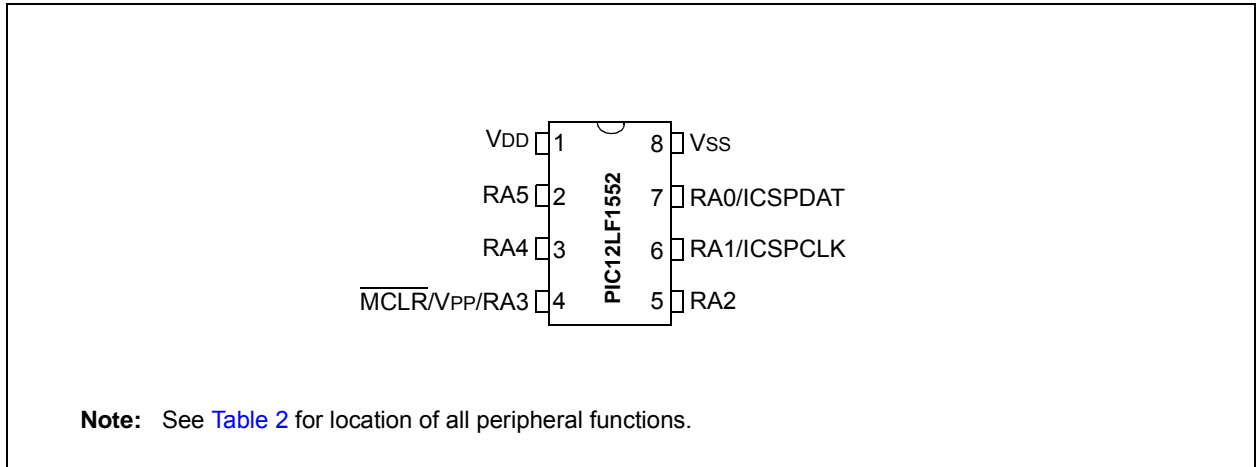 VDD 1 8 VSS
RA5 2 7 RA0/ICSPDAT
RA4 3 6 RA1/ICSPCLK
MCLR/VPP/RA3 4 5 RA2
PIC12LF1552
Note: See Table 2 for location of all peripheral functions.